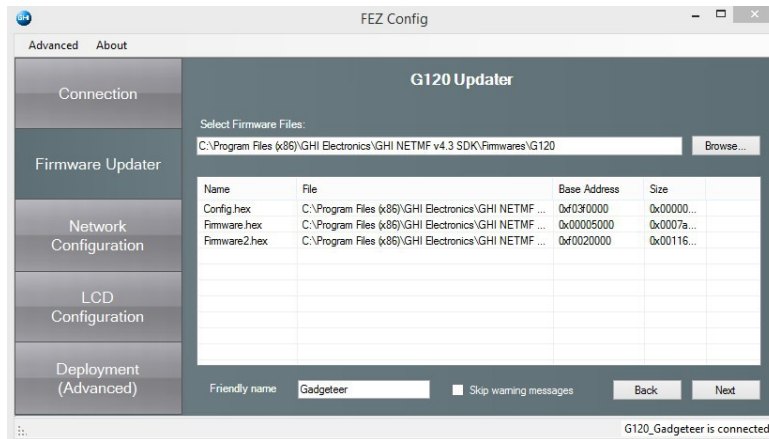 GHI
FEZ Config
Advanced About
Connection
Firmware Updater
Network
Configuration
LCD
Configuration
Deployment
(Advanced)
G120 Updater
Select Firmware Files:
C:\Program Files (x86)\GHI Electronics\GHI NETMF v4.3 SDK\Firmwares\G120 Browse...
Name File Base Address Size
Config.hex C:\Program Files (x86)\GHI Electronics\GHI NETMF ... 0xf03f0000 0x00000...
Firmware.hex C:\Program Files (x86)\GHI Electronics\GHI NETMF ... 0x00005000 0x0007a...
Firmware2.hex C:\Program Files (x86)\GHI Electronics\GHI NETMF ... 0xf0020000 0x00116...
Friendly name Gadgeteer Skip warning messages Back Next
G120_Gadgeteer is connected